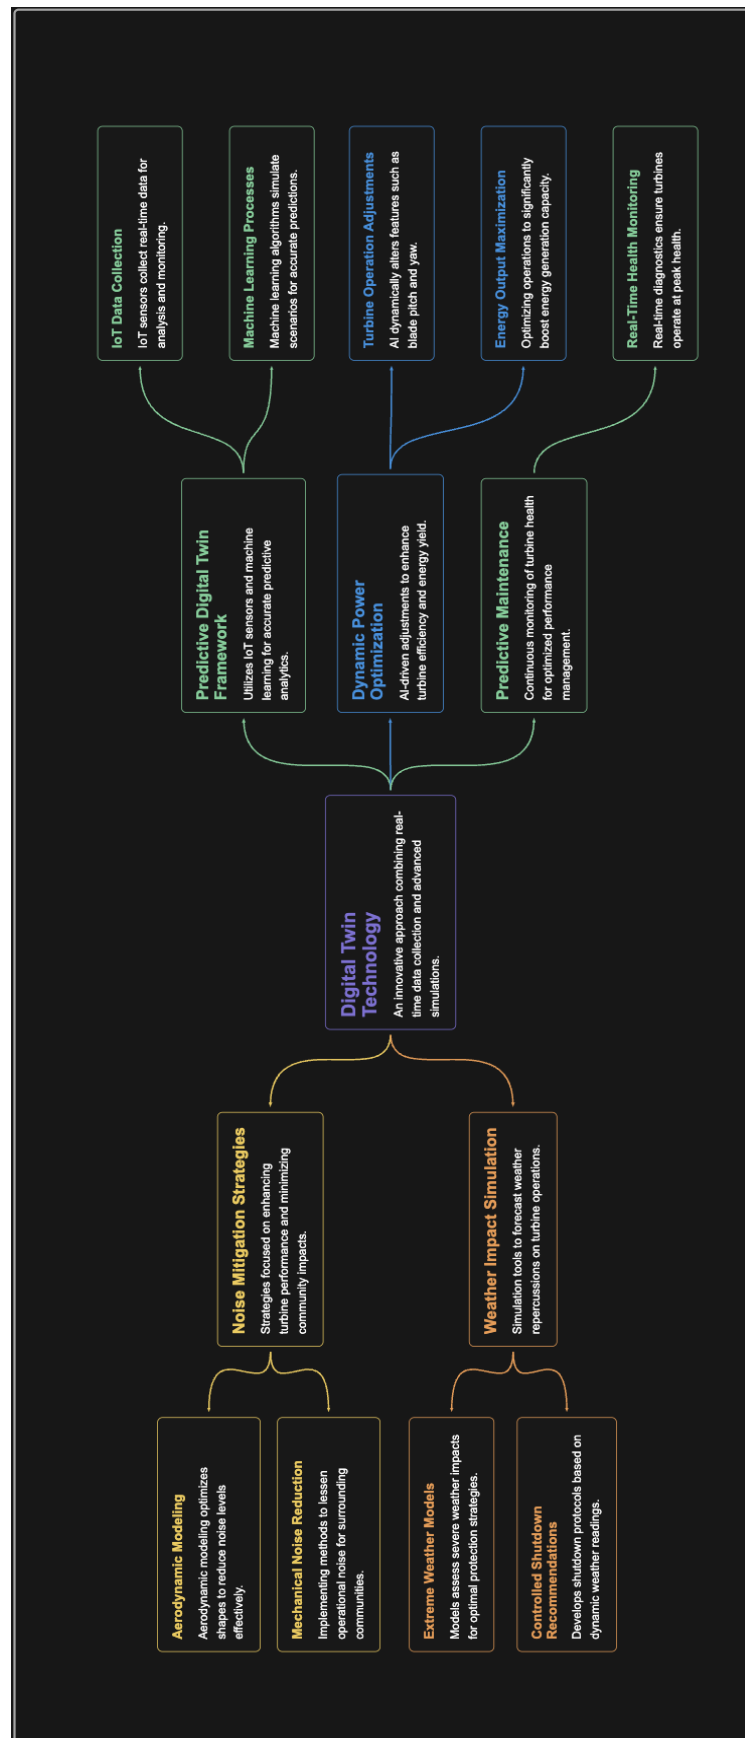 Aerodynamic Modeling
Aerodynamic modeling optimizes
shapes to reduce noise levels
effectively.
Mechanical Noise Reduction
Implementing methods to lessen
operational noise for surrounding
communities.
Extreme Weather Models
Models assess severe weather impacts
for optimal protection strategies.
Controlled Shutdown
Recommendations
Develops shutdown protocols based on
dynamic weather readings.
Noise Mitigation Strategies
Strategies focused on enhancing
turbine performance and minimizing
community impacts.
Weather Impact Simulation
Simulation tools to forecast weather
repercussions on turbine operations.
Digital Twin
Technology
An innovative approach combining real-
time data collection and advanced
simulations.
Predictive Digital Twin
Framework
Utilizes IoT sensors and machine
learning for accurate predictive
analytics.
Dynamic Power
Optimization
AI-driven adjustments to enhance
turbine efficiency and energy yield.
Predictive Maintenance
Continuous monitoring of turbine health
for optimized performance
management.
IoT Data Collection
IoT sensors collect real-time data for
analysis and monitoring.
Machine Learning Processes
Machine learning algorithms simulate
scenarios for accurate predictions.
Turbine Operation Adjustments
AI dynamically alters features such as
blade pitch and yaw.
Energy Output Maximization
Optimizing operations to significantly
boost energy generation capacity.
Real-Time Health Monitoring
Real-time diagnostics ensure turbines
operate at peak health.